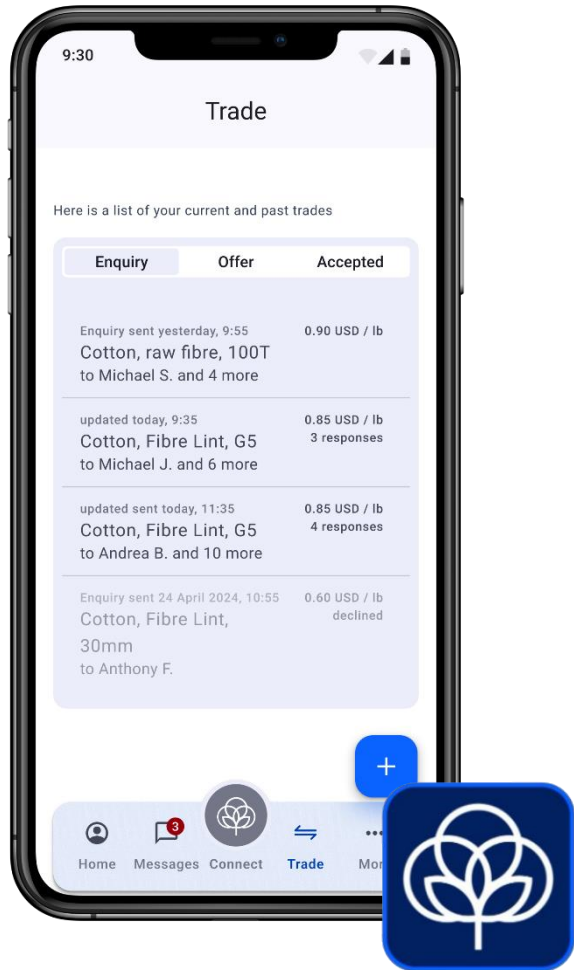 9:30
Trade
Here is a list of your current and past trades
Enquiry Offer Accepted
Enquiry sent yesterday, 9:55 0.90 USD / lb
Cotton, raw fibre, 100T
to Michael S. and 4 more
updated today, 9:35 0.85 USD / lb
Cotton, Fibre Lint, G5 3 responses
to Michael J. and 6 more
updated sent today, 11:35 0.85 USD / lb
Cotton, Fibre Lint, G5 4 responses
to Andrea B. and 10 more
Enquiry sent 24 April 2024, 10:55 0.60 USD / lb
Cotton, Fibre Lint, declined
30mm
to Anthony F.
+
3
Home Messages Connect Trade Mor